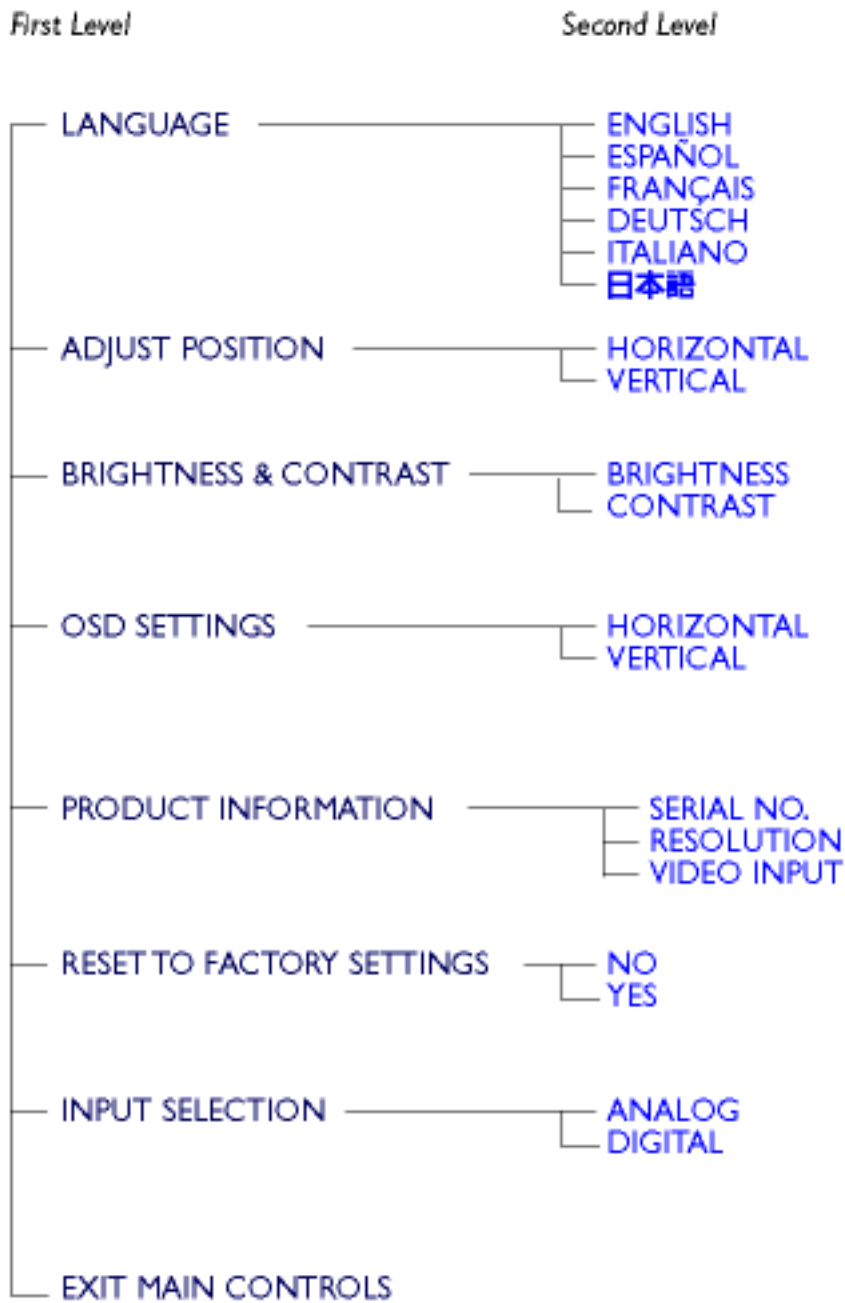 First Level Second Level
LANGUAGE ENGLISH
ESPAÑOL
FRANÇAIS
DEUTSCH
ITALIANO
日本語
ADJUST POSITION HORIZONTAL
VERTICAL
BRIGHTNESS & CONTRAST BRIGHTNESS
CONTRAST
OSD SETTINGS HORIZONTAL
VERTICAL
PRODUCT INFORMATION SERIAL NO.
RESOLUTION
VIDEO INPUT
RESET TO FACTORY SETTINGS NO
YES
INPUT SELECTION ANALOG
DIGITAL
EXIT MAIN CONTROLS